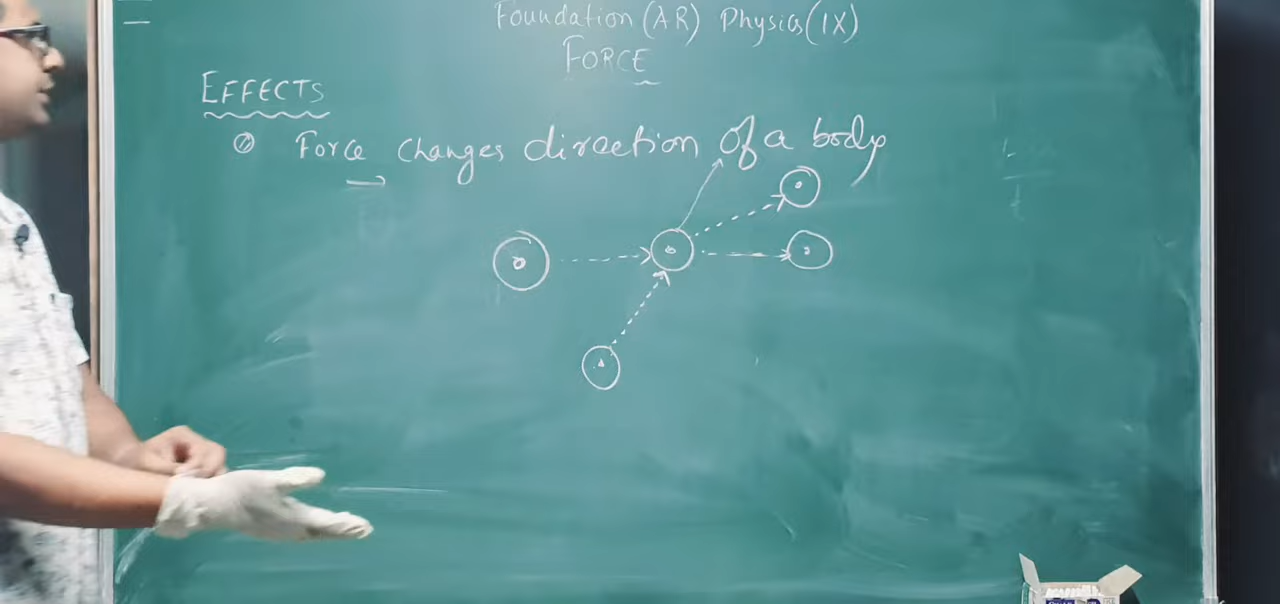 Foundation (AR) Physics (IX)
FORCE
EFFECTS
Force changes direction of a body